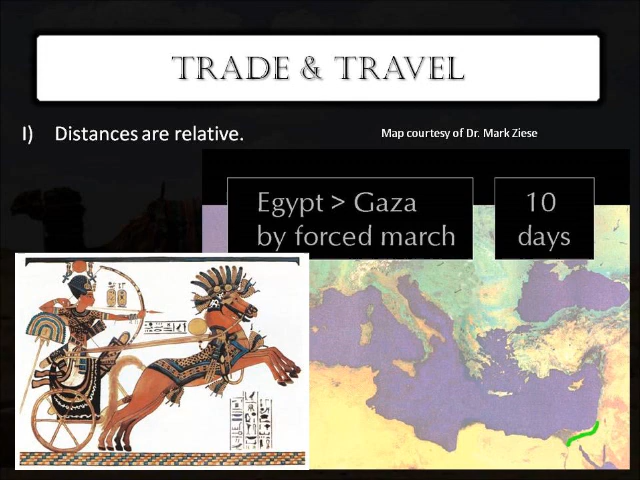 TRADE & TRAVEL
I) Distances are relative.
Map courtesy of Dr. Mark Ziese
Egypt > Gaza
by forced march
10
days